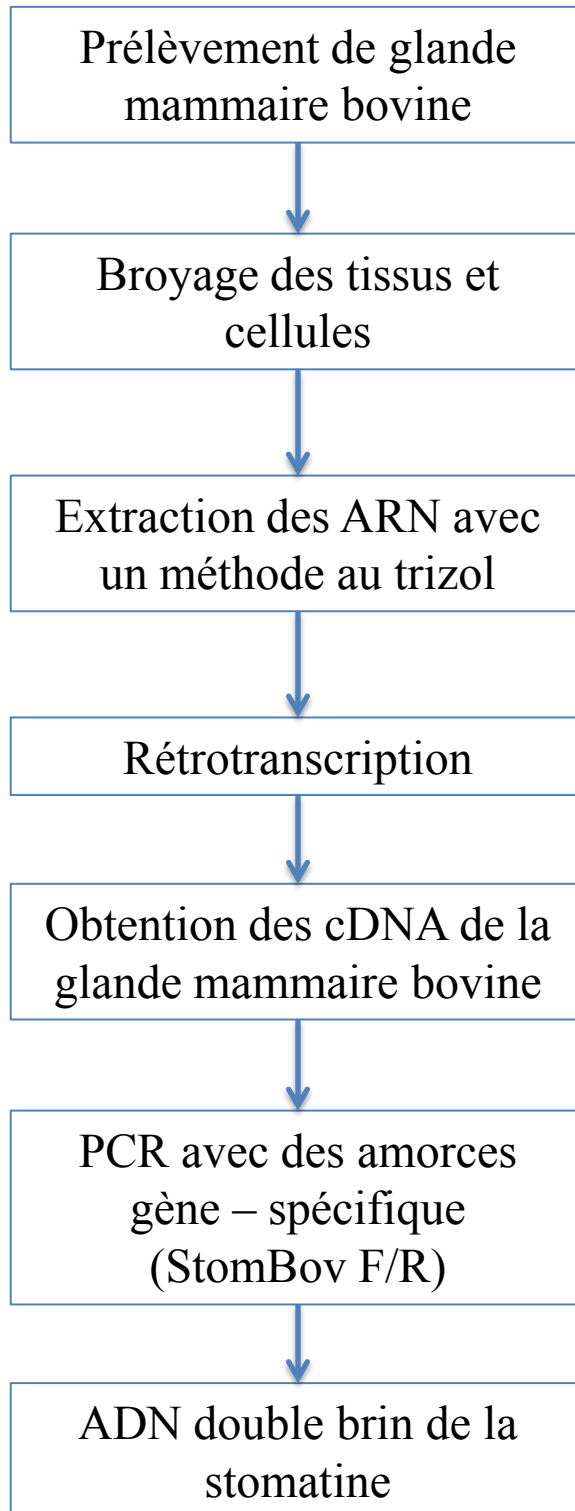 Prélèvement de glande
mammaire bovine
Broyage des tissus et
cellules
Extraction des ARN avec
un méthode au trizol
Rétrotranscription
Obtention des cDNA de la
glande mammaire bovine
PCR avec des amorces
gène – spécifique
(StomBov F/R)
ADN double brin de la
stomatine